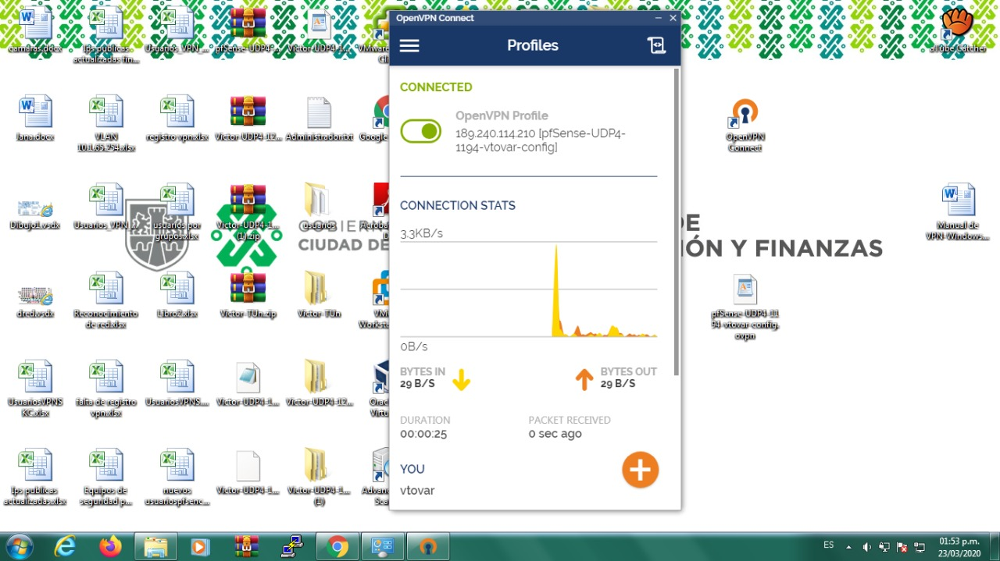 OpenVPN Connect
Profiles
CONNECTED
OpenVPN Profile
189.240.114.210 [pfSense-UDP4-
1194-vtovar-config]
CONNECTION STATS
3.3KB/s
0B/s
BYTES IN
29 B/S
BYTES OUT
29 B/S
DURATION
00:00:25
PACKET RECEIVED
0 sec ago
YOU
vtovar
camaras.docx
Ips publicas
actualizadas fin...
Usuarios_VPN_...
pfSense-UDP4-...
Victor-UDP4-1...
VMware
Cli
aTube Catcher
lana.docx
VLAN
10.1.65.254.xlsx
registro vpn.xlsx
Victor-UDP4-12...
Administrador.txt
Google
OpenVPN
Connect
Dibujo1.vsdx
Usuarios_VPN...
usuarios por
grupos.xlsx
Victor-UDP4-1...
(1).zip
usuarios
Acroba
D
Manual de
VPN-Windows...
GOBIERN
CIUDAD DE
DE
IÓN Y FINANZAS
dred.vsdx
Reconocimiento
de red.xlsx
Libro2.xlsx
Victor-TUn.zip
Victor-TUn
VM
Workst
pfSense-UDP4-11
94-vtovar-config.
ovpn
UsuariosVPNS
KC.xlsx
falta de registro
vpn.xlsx
UsuariosVPNS....
Victor-UDP4-1...
Victor-UDP4-12...
Orac
Virtu
Ips publicas
actualizadas.xlsx
Equipos de
seguridad p...
nuevos
usuariospfsenc...
Victor-UDP4-1...
Victor-UDP4-1...
(1)
Advan
Sca
ES
01:53 p.m.
23/03/2020